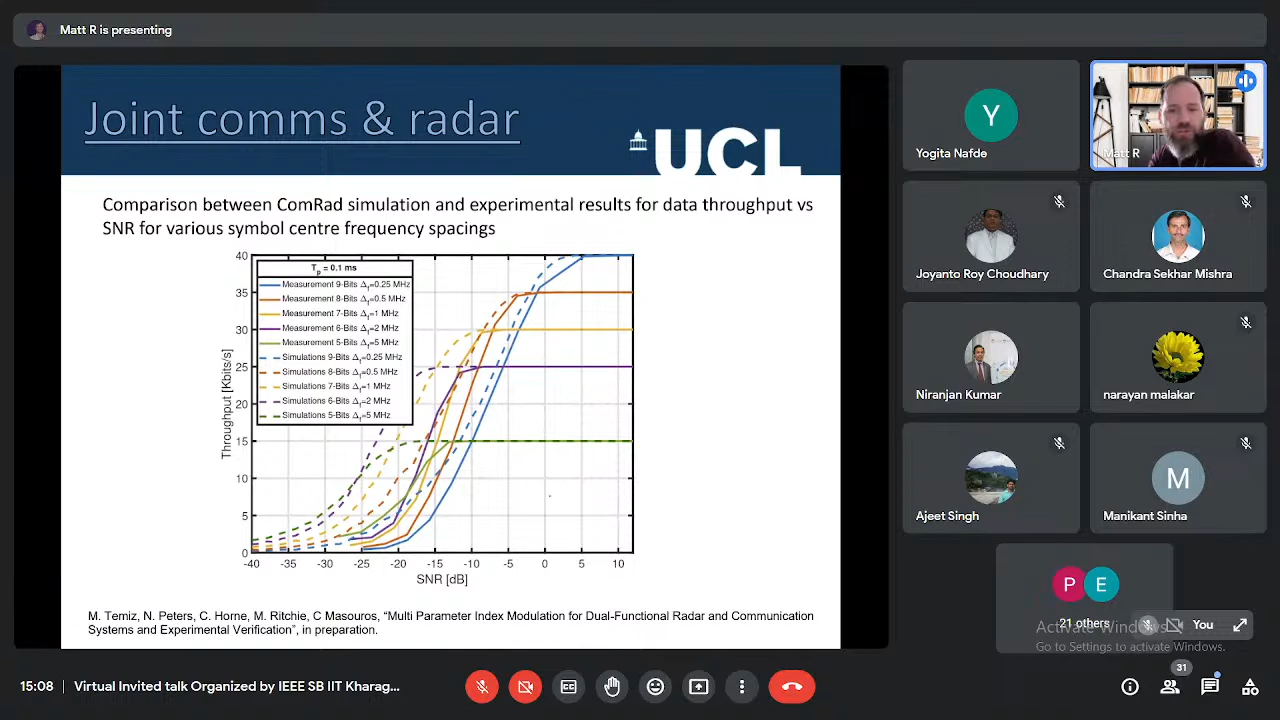 Matt R is presenting
Joint comms & radar
UCL
Comparison between ComRad simulation and experimental results for data throughput vs
SNR for various symbol centre frequency spacings
Tp = 0.1 ms
Measurement 9-Bits Δf=0.25 MHz
Measurement 8-Bits Δf=0.5 MHz
Measurement 7-Bits Δf=1 MHz
Measurement 6-Bits Δf=2 MHz
Measurement 5-Bits Δf=5 MHz
Simulations 9-Bits Δf=0.25 MHz
Simulations 8-Bits Δf=0.5 MHz
Simulations 7-Bits Δf=1 MHz
Simulations 6-Bits Δf=2 MHz
Simulations 5-Bits Δf=5 MHz
40
35
30
25
20
15
10
5
0
Throughput [Kbits/s]
-40 -35 -30 -25 -20 -15 -10 -5 0 5 10
SNR [dB]
M. Temiz, N. Peters, C. Horne, M. Ritchie, C Masouros, “Multi Parameter Index Modulation for Dual-Functional Radar and Communication
Systems and Experimental Verification”, in preparation.
Y
Yogita Nafde
Matt R
Joyanto Roy Choudhary
Chandra Sekhar Mishra
Niranjan Kumar
narayan malakar
Ajeet Singh
M
Manikant Sinha
P E
21 others
You
Activate Windows
Go to Settings to activate Windows.
15:08 | Virtual Invited talk Organized by IEEE SB IIT Kharag...
31